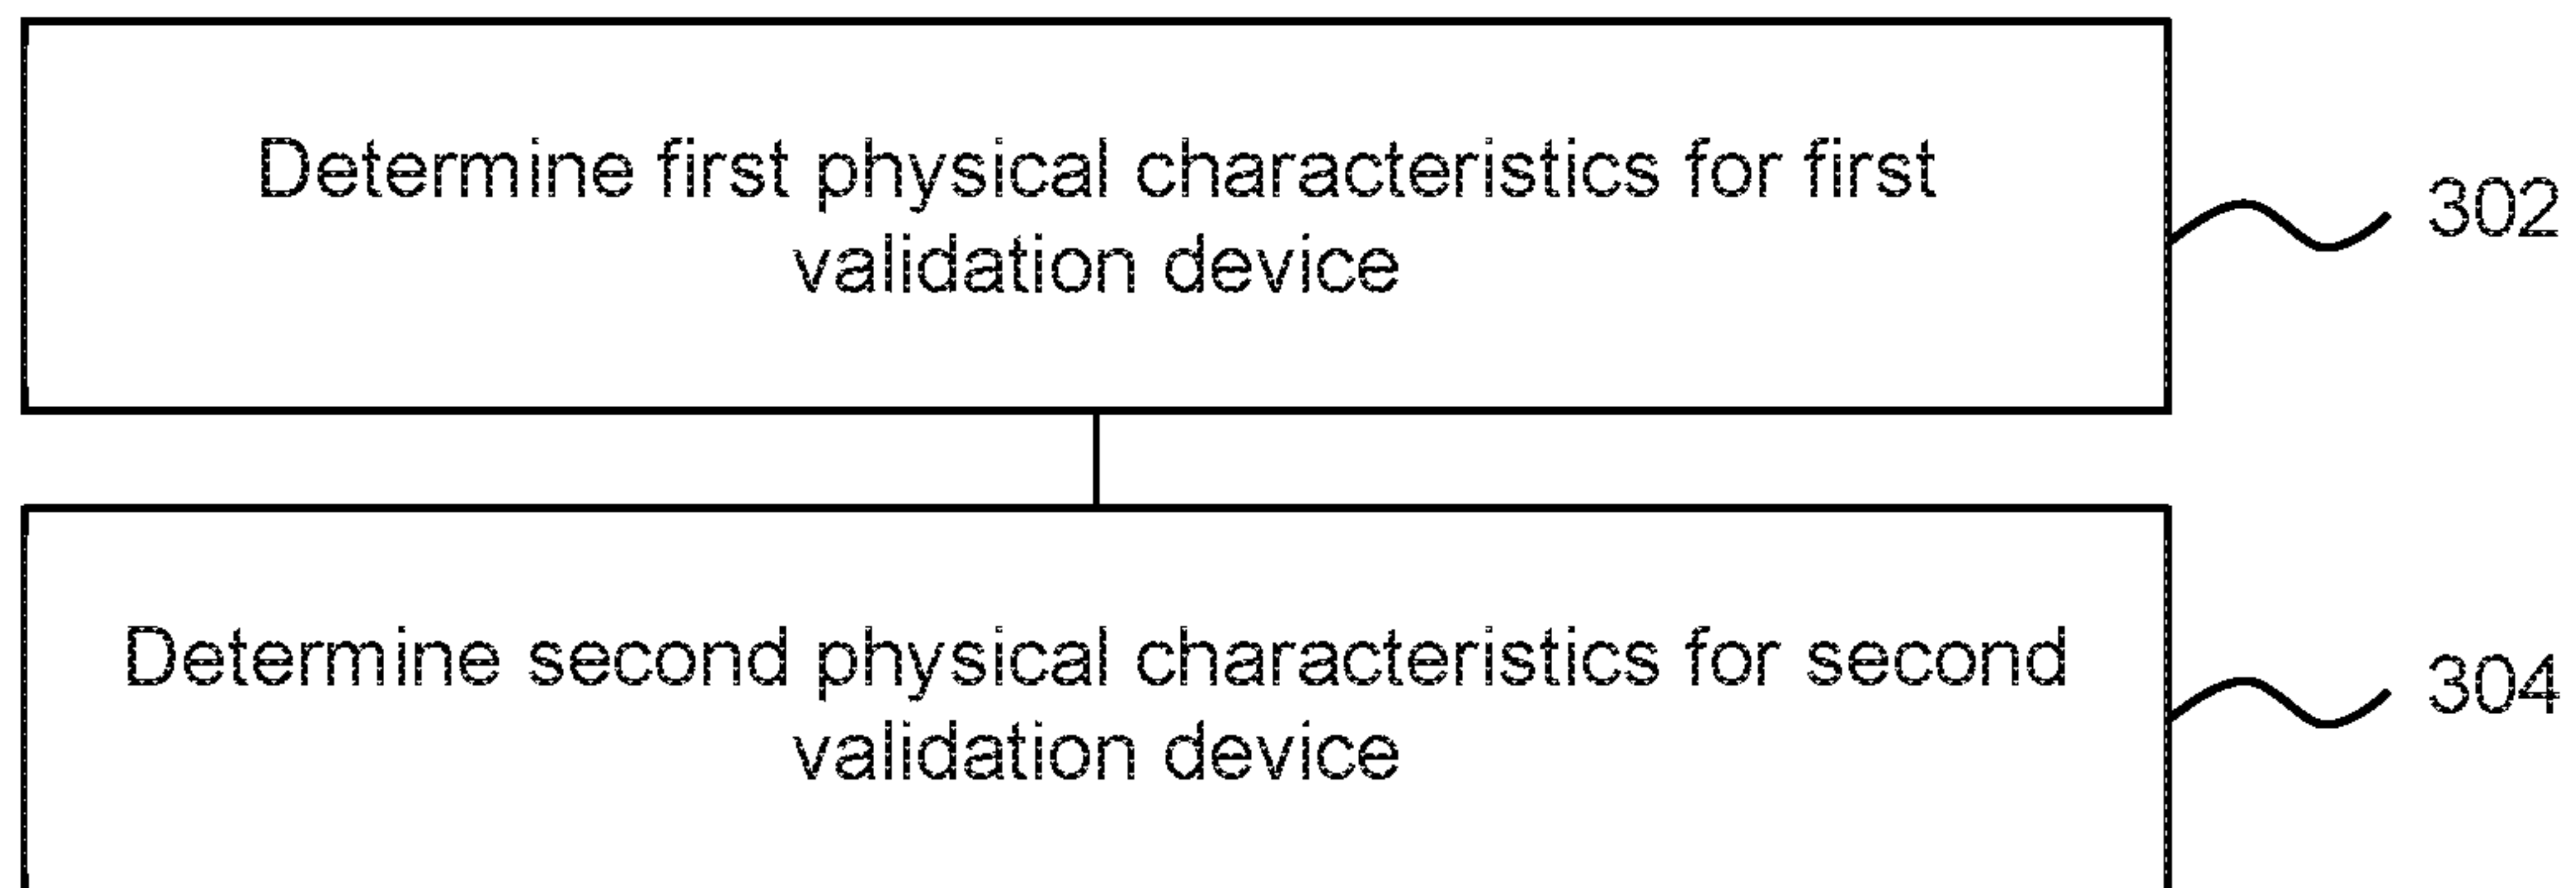 Determine first physical characteristics for first
validation device
302
Determine second physical characteristics for second
validation device
304